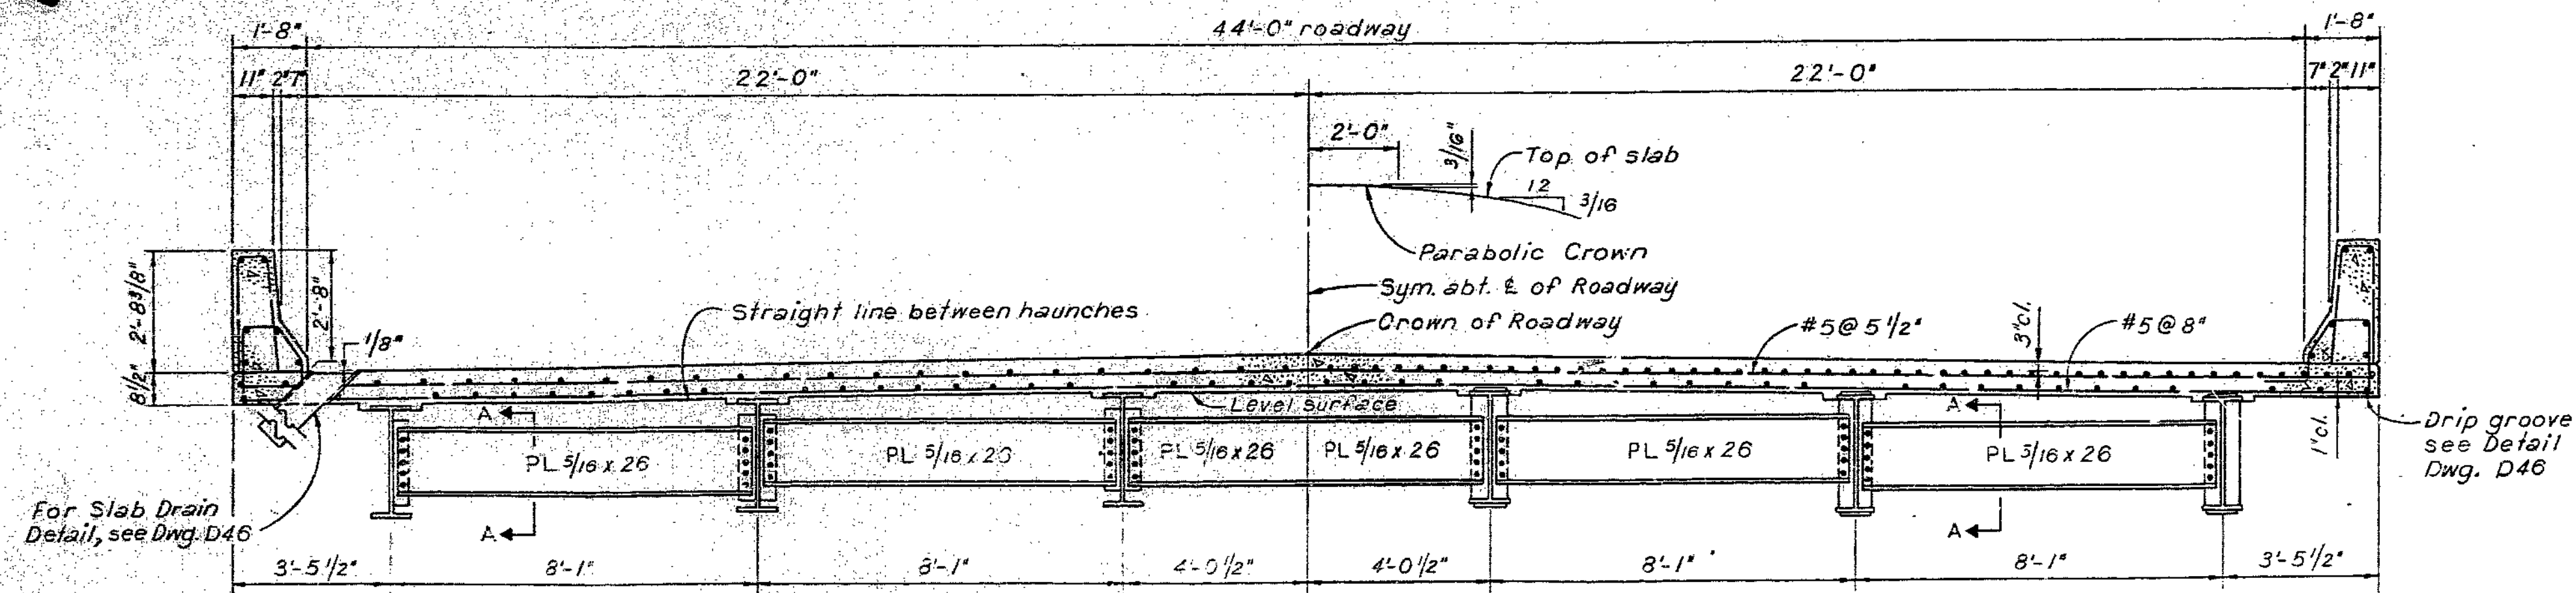 1'-8"
44'-0" roadway
1'-8"
11" 2" 7"
22'-0"
22'-0"
7" 2" 11"
2'-0"
3/16"
Top of slab
12
3/16
Parabolic Crown
Sym. abt. ℄ of Roadway
Crown of Roadway
2'-8 3/8"
2'-8"
8 1/2"
1/8"
Straight line between haunches
#5 @ 5 1/2"
3" cl.
#5 @ 8"
Level surface
A
A
PL 5/16 x 26
PL 5/16 x 26
PL 5/16 x 26
PL 5/16 x 26
PL 5/16 x 26
PL 3/16 x 26
1" cl.
Drip groove
see Detail
Dwg. D46
For Slab Drain
Detail, see Dwg. D46
A
A
3'-5 1/2"
8'-1"
8'-1"
4'-0 1/2"
4'-0 1/2"
8'-1"
8'-1"
3'-5 1/2"